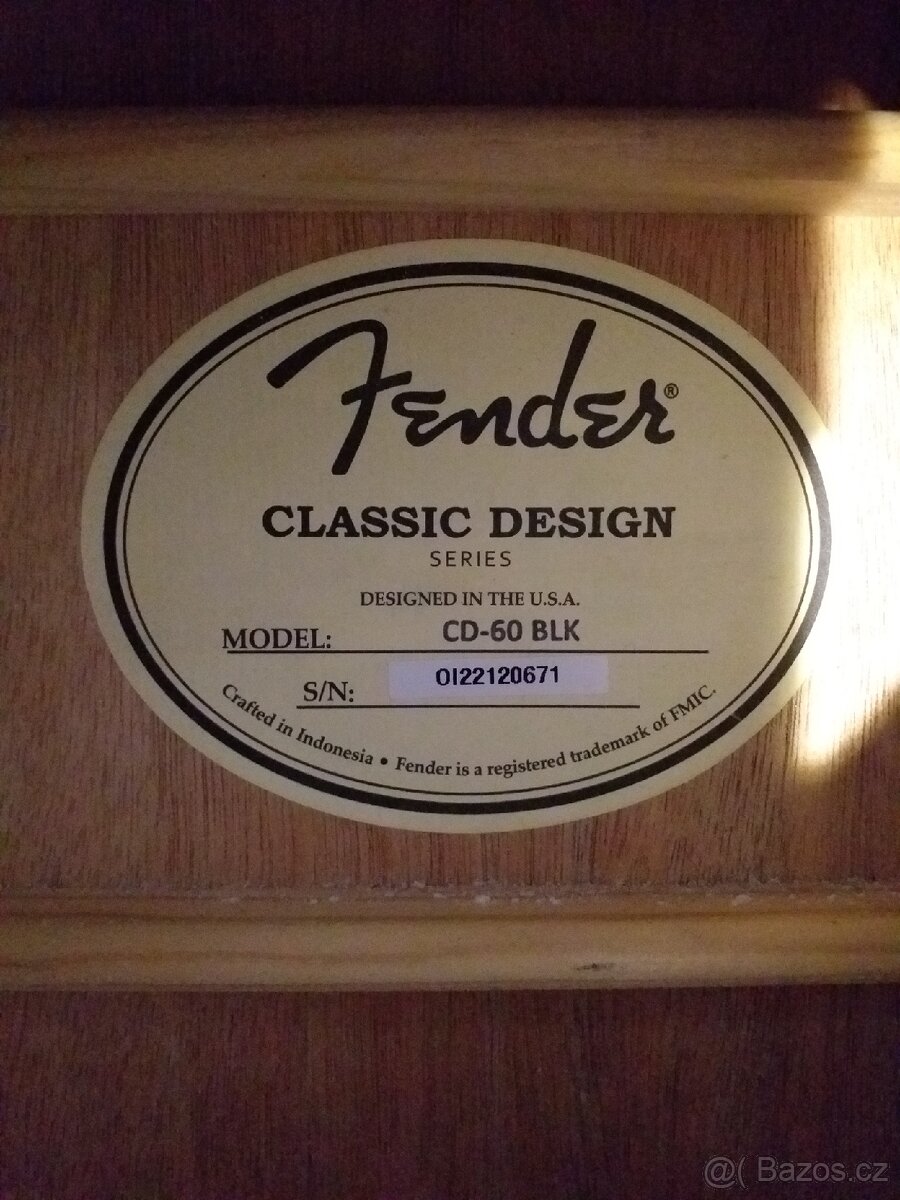 Fender®
CLASSIC DESIGN
SERIES
DESIGNED IN THE U.S.A.
MODEL: CD-60 BLK
S/N: OI22120671
Crafted in Indonesia • Fender is a registered trademark of FMIC.
@( Bazos.cz